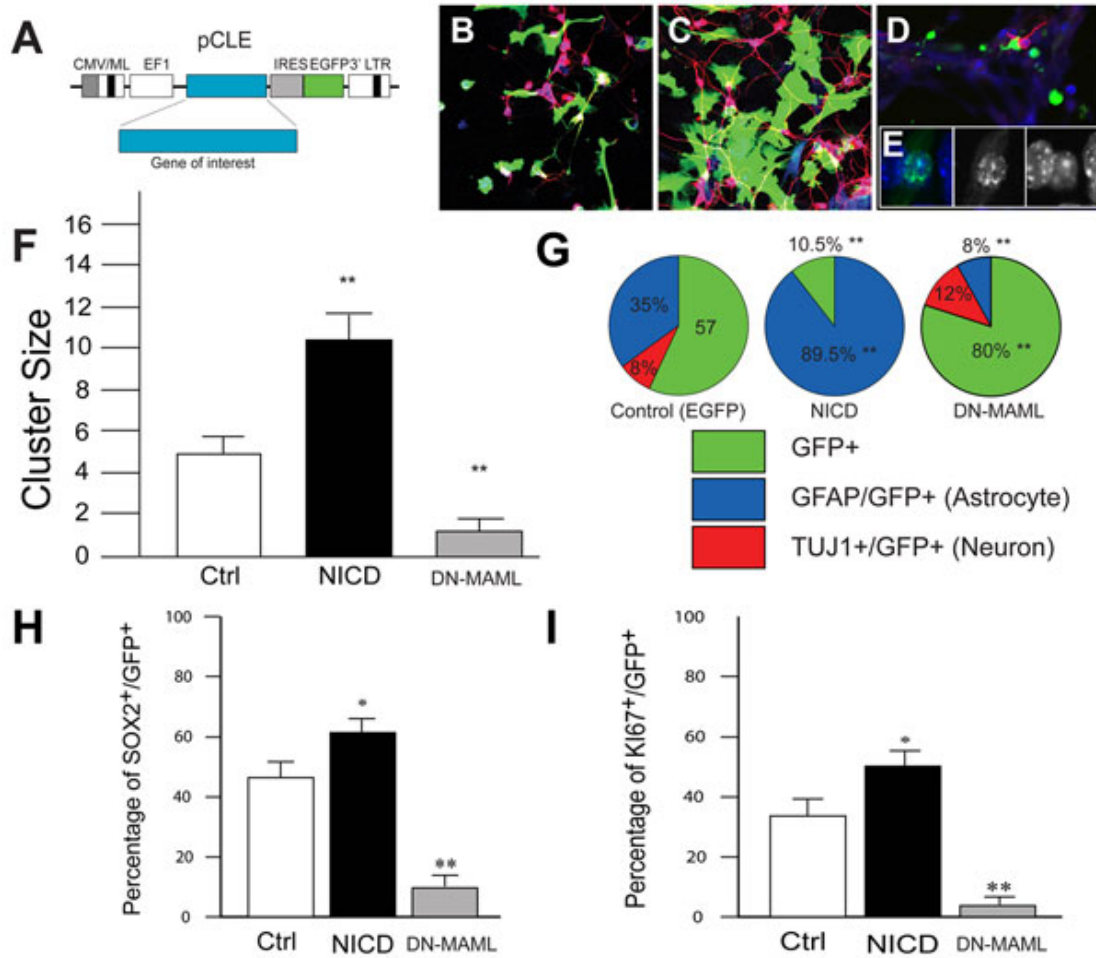 A
pCLE
CMV/ML EF1 IRES EGFP 3' LTR
Gene of interest
B
C
D
E
F
Cluster Size
16
14
12
10
8
6
4
2
0
**
**
Ctrl NICD DN-MAML
G
35%
57
8%
Control (EGFP)
10.5% **
89.5% **
NICD
8% **
12%
80% **
DN-MAML
GFP+
GFAP/GFP+ (Astrocyte)
TUJ1+/GFP+ (Neuron)
H
Percentage of SOX2+/GFP+
100
80
60
40
20
0
*
**
Ctrl NICD DN-MAML
I
Percentage of KI67+/GFP+
100
80
60
40
20
0
*
**
Ctrl NICD DN-MAML